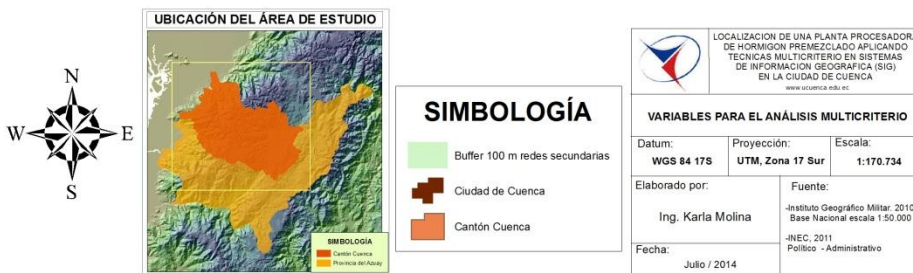 N
W
E
S
UBICACIÓN DEL ÁREA DE ESTUDIO
SIMBOLOGÍA
Cantón Cuenca
Provincia del Azuay
SIMBOLOGÍA
Buffer 100 m redes secundarias
Ciudad de Cuenca
Cantón Cuenca
LOCALIZACION DE UNA PLANTA PROCESADORA
DE HORMIGON PREMEZCLADO APLICANDO
TECNICAS MULTICRITERIO EN SISTEMAS
DE INFORMACION GEOGRAFICA (SIG)
EN LA CIUDAD DE CUENCA
www.ucuenca.edu.ec
VARIABLES PARA EL ANÁLISIS MULTICRITERIO
Datum:
WGS 84 17S
Proyección:
UTM, Zona 17 Sur
Escala:
1:170.734
Elaborado por:
Ing. Karla Molina
Fecha:
Julio / 2014
Fuente:
-Instituto Geográfico Militar. 2010
Base Nacional escala 1:50.000
-INEC, 2011
Político - Administrativo